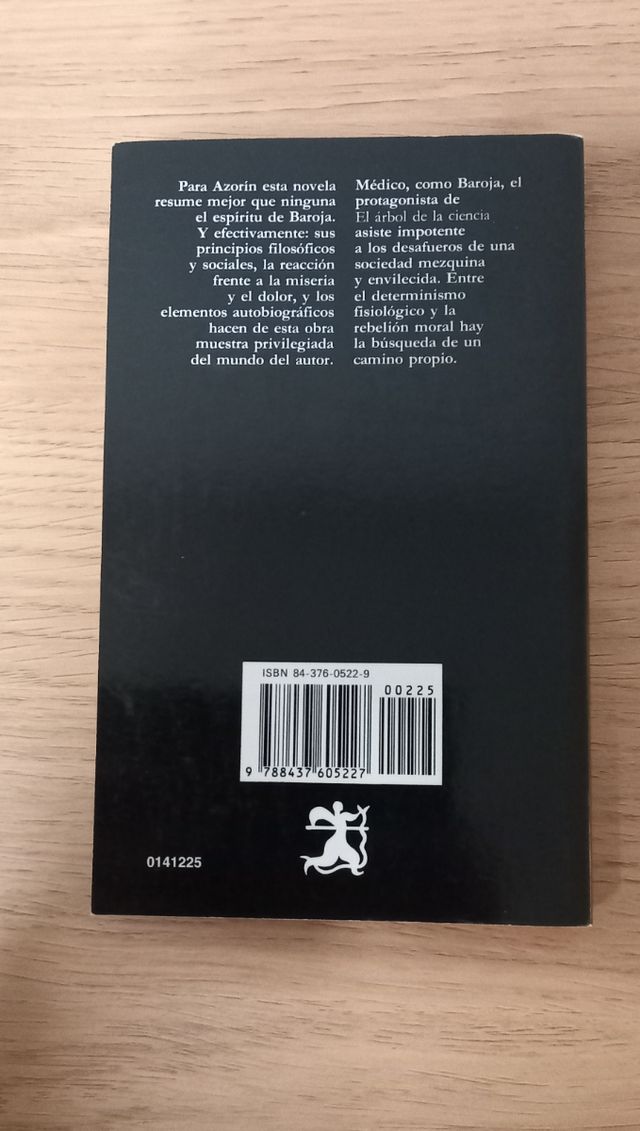 Para Azorín esta novela
resume mejor que ninguna
el espíritu de Baroja.
Y efectivamente: sus
principios filosóficos
y sociales, la reacción
frente a la miseria
y el dolor, y los
elementos autobiográficos
hacen de esta obra
muestra privilegiada
del mundo del autor.
Médico, como Baroja, el
protagonista de
El árbol de la ciencia
asiste impotente
a los desafueros de una
sociedad mezquina
y envilecida. Entre
el determinismo
fisiológico y la
rebelión moral hay
la búsqueda de un
camino propio.
ISBN 84-376-0522-9
00225
9 788437 605227
0141225